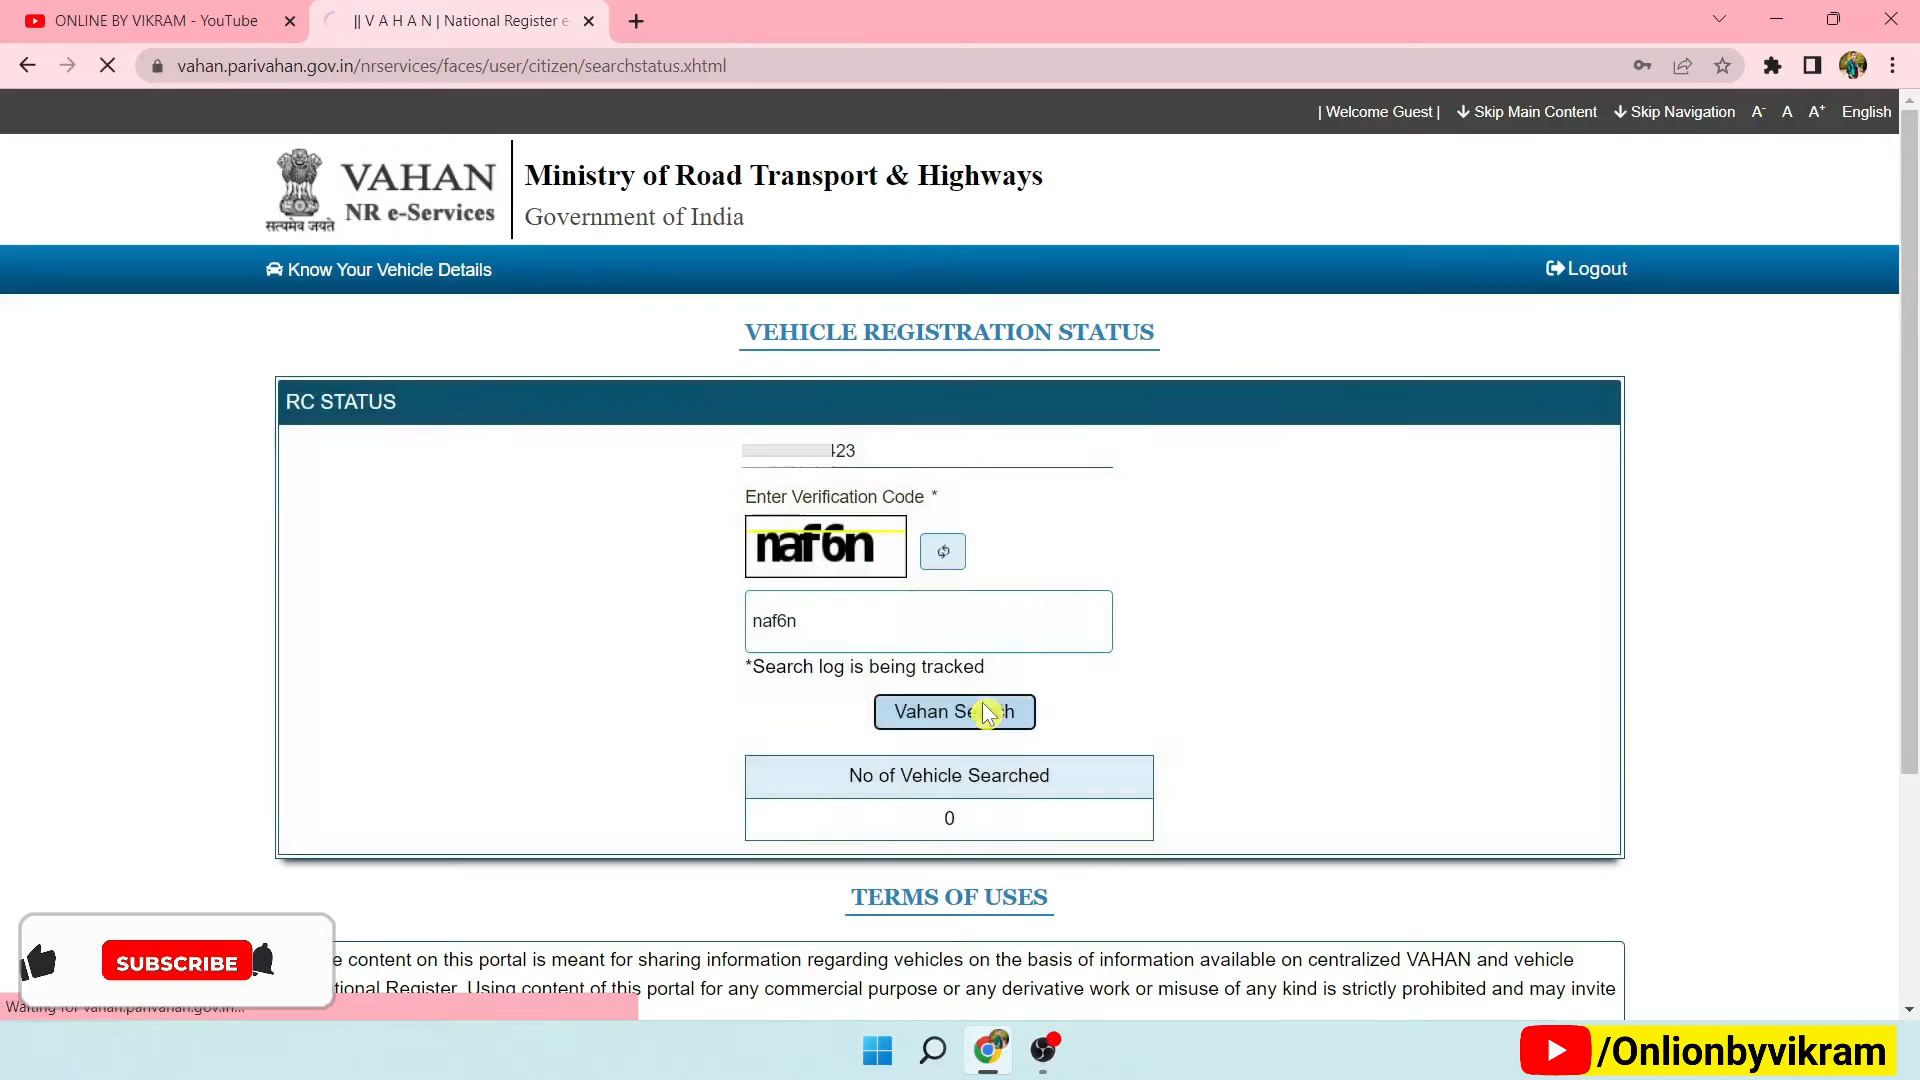 ONLINE BY VIKRAM - YouTube
|| V A H A N | National Register e
vahan.parivahan.gov.in/nrservices/faces/user/citizen/searchstatus.xhtml
| Welcome Guest | Skip Main Content Skip Navigation A- A A+ English
VAHAN
NR e-Services
सत्यमेव जयते
Ministry of Road Transport & Highways
Government of India
Know Your Vehicle Details
Logout
VEHICLE REGISTRATION STATUS
RC STATUS
23
Enter Verification Code *
naf6n
naf6n
*Search log is being tracked
Vahan Search
No of Vehicle Searched
0
TERMS OF USES
e content on this portal is meant for sharing information regarding vehicles on the basis of information available on centralized VAHAN and vehicle
tional Register. Using content of this portal for any commercial purpose or any derivative work or misuse of any kind is strictly prohibited and may invite
SUBSCRIBE
Waiting for vahan.parivahan.gov.in...
/Onlionbyvikram